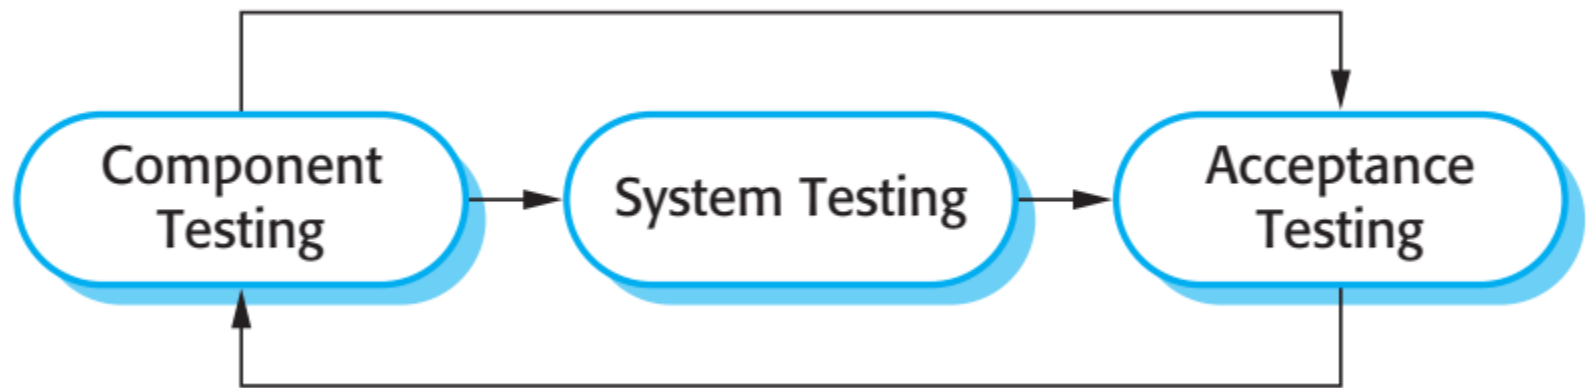 Component
Testing
System Testing
Acceptance
Testing